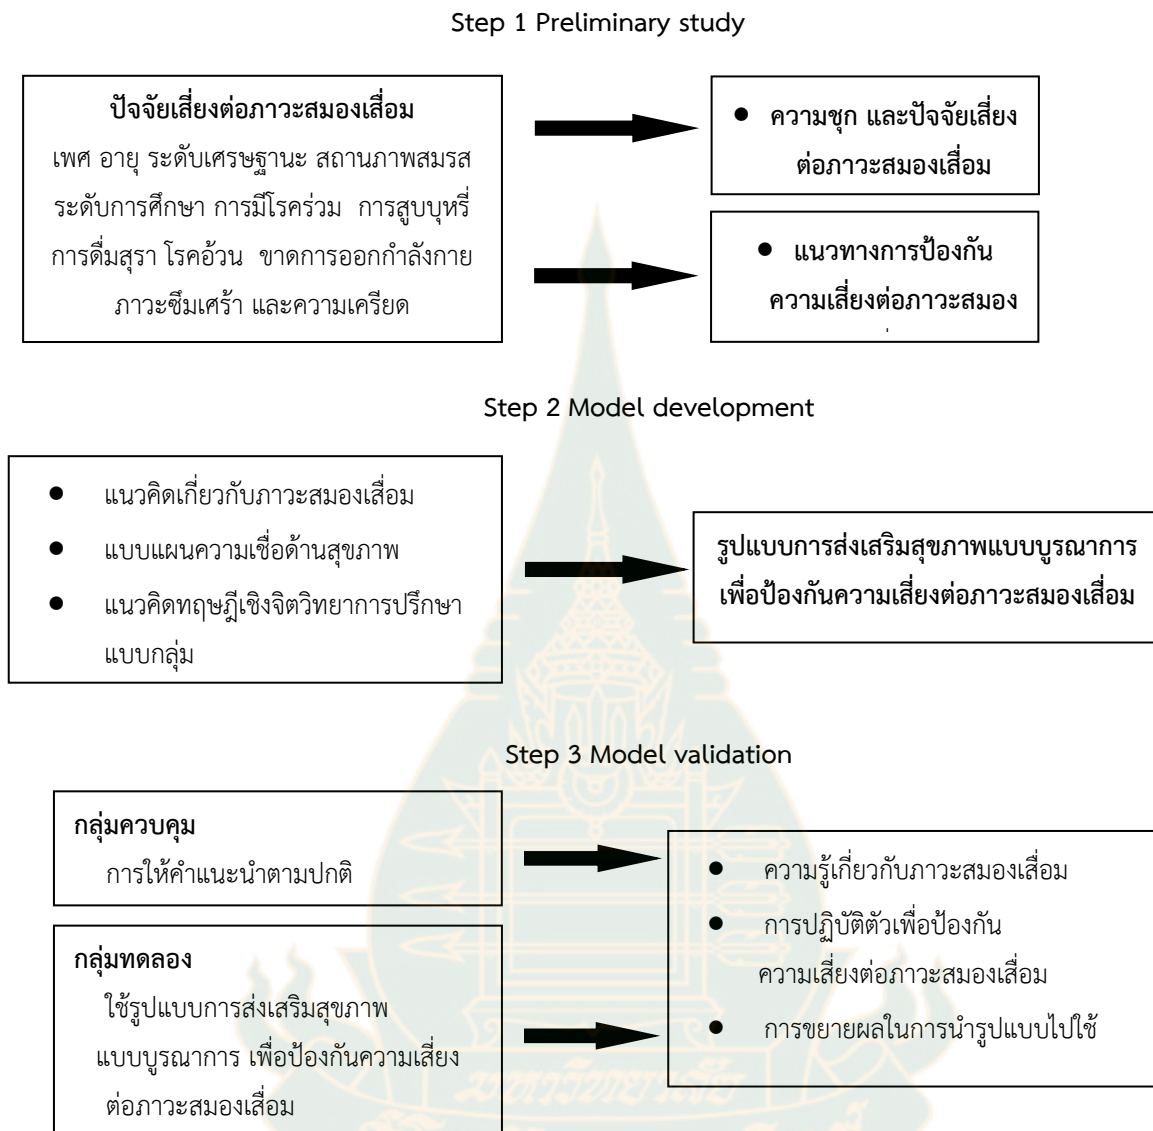 Step 1 Preliminary study
ปัจจัยเสี่ยงต่อภาวะสมองเสื่อม
เพศ อายุ ระดับเศรษฐานะ สถานภาพสมรส
ระดับการศึกษา การมีโรคร่วม การสูบบุหรี่
การดื่มสุรา โรคอ้วน ขาดการออกกำลังกาย
ภาวะซึมเศร้า และความเครียด
● ความชุก และปัจจัยเสี่ยง
ต่อภาวะสมองเสื่อม
● แนวทางการป้องกัน
ความเสี่ยงต่อภาวะสมอง
Step 2 Model development
● แนวคิดเกี่ยวกับภาวะสมองเสื่อม
● แบบแผนความเชื่อด้านสุขภาพ
● แนวคิดทฤษฎีเชิงจิตวิทยาการปรึกษา
แบบกลุ่ม
รูปแบบการส่งเสริมสุขภาพแบบบูรณาการ
เพื่อป้องกันความเสี่ยงต่อภาวะสมองเสื่อม
Step 3 Model validation
กลุ่มควบคุม
การให้คำแนะนำตามปกติ
กลุ่มทดลอง
ใช้รูปแบบการส่งเสริมสุขภาพ
แบบบูรณาการ เพื่อป้องกันความเสี่ยง
ต่อภาวะสมองเสื่อม
● ความรู้เกี่ยวกับภาวะสมองเสื่อม
● การปฏิบัติตัวเพื่อป้องกัน
ความเสี่ยงต่อภาวะสมองเสื่อม
● การขยายผลในการนำรูปแบบไปใช้
มหาวิทยาลัย